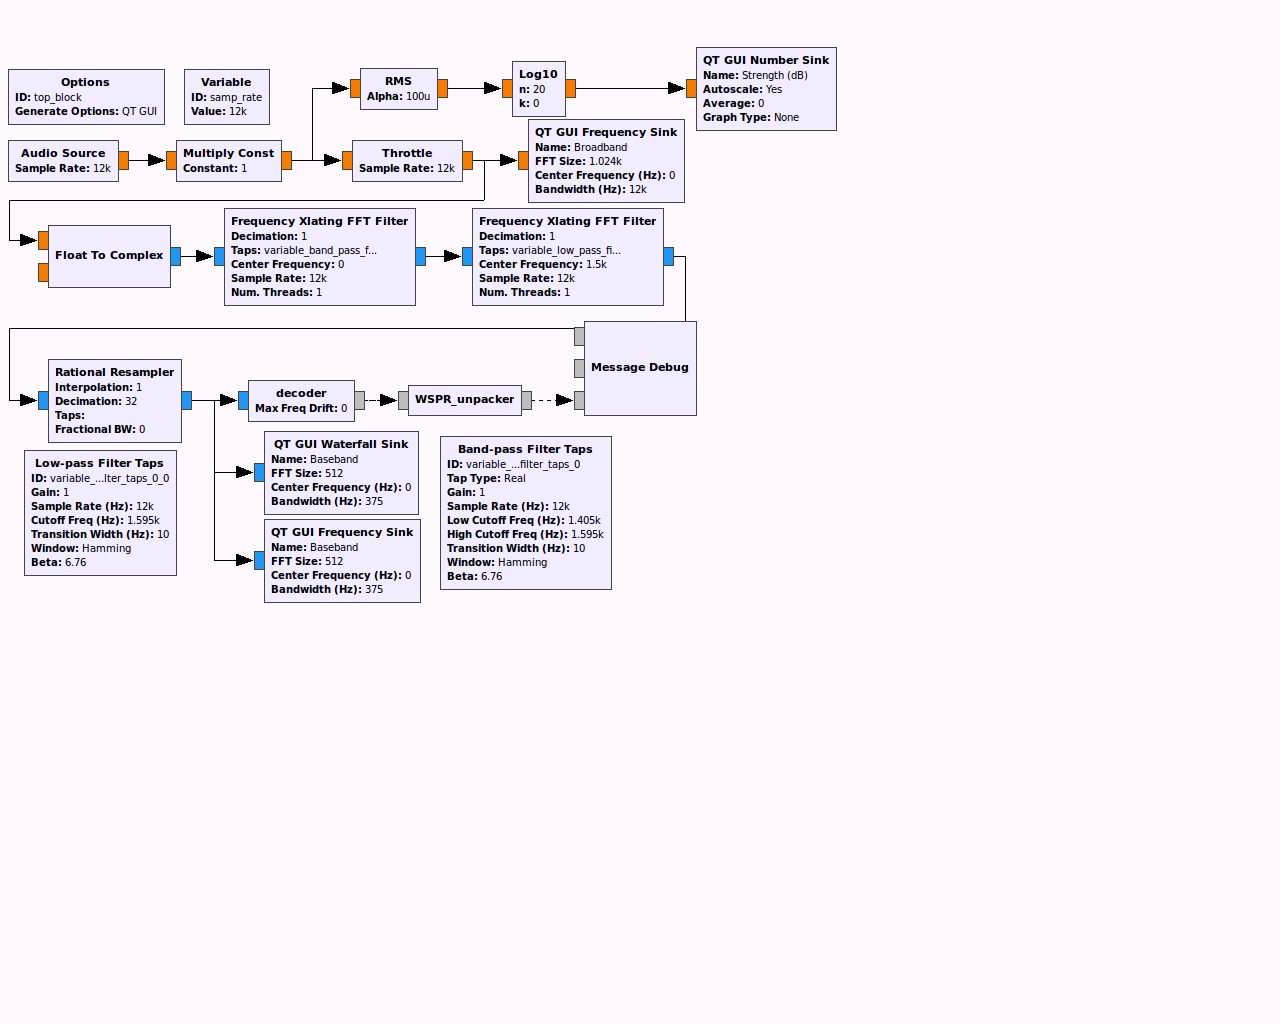 Options
ID: top_block
Generate Options: QT GUI
Variable
ID: samp_rate
Value: 12k
RMS
Alpha: 100u
Log10
n: 20
k: 0
QT GUI Number Sink
Name: Strength (dB)
Autoscale: Yes
Average: 0
Graph Type: None
Audio Source
Sample Rate: 12k
Multiply Const
Constant: 1
Throttle
Sample Rate: 12k
QT GUI Frequency Sink
Name: Broadband
FFT Size: 1.024k
Center Frequency (Hz): 0
Bandwidth (Hz): 12k
Float To Complex
Frequency Xlating FFT Filter
Decimation: 1
Taps: variable_band_pass_f...
Center Frequency: 0
Sample Rate: 12k
Num. Threads: 1
Frequency Xlating FFT Filter
Decimation: 1
Taps: variable_low_pass_fi...
Center Frequency: 1.5k
Sample Rate: 12k
Num. Threads: 1
Message Debug
Rational Resampler
Interpolation: 1
Decimation: 32
Taps:
Fractional BW: 0
decoder
Max Freq Drift: 0
WSPR_unpacker
QT GUI Waterfall Sink
Name: Baseband
FFT Size: 512
Center Frequency (Hz): 0
Bandwidth (Hz): 375
Band-pass Filter Taps
ID: variable_...filter_taps_0
Tap Type: Real
Gain: 1
Sample Rate (Hz): 12k
Low Cutoff Freq (Hz): 1.405k
High Cutoff Freq (Hz): 1.595k
Transition Width (Hz): 10
Window: Hamming
Beta: 6.76
Low-pass Filter Taps
ID: variable_...lter_taps_0_0
Gain: 1
Sample Rate (Hz): 12k
Cutoff Freq (Hz): 1.595k
Transition Width (Hz): 10
Window: Hamming
Beta: 6.76
QT GUI Frequency Sink
Name: Baseband
FFT Size: 512
Center Frequency (Hz): 0
Bandwidth (Hz): 375